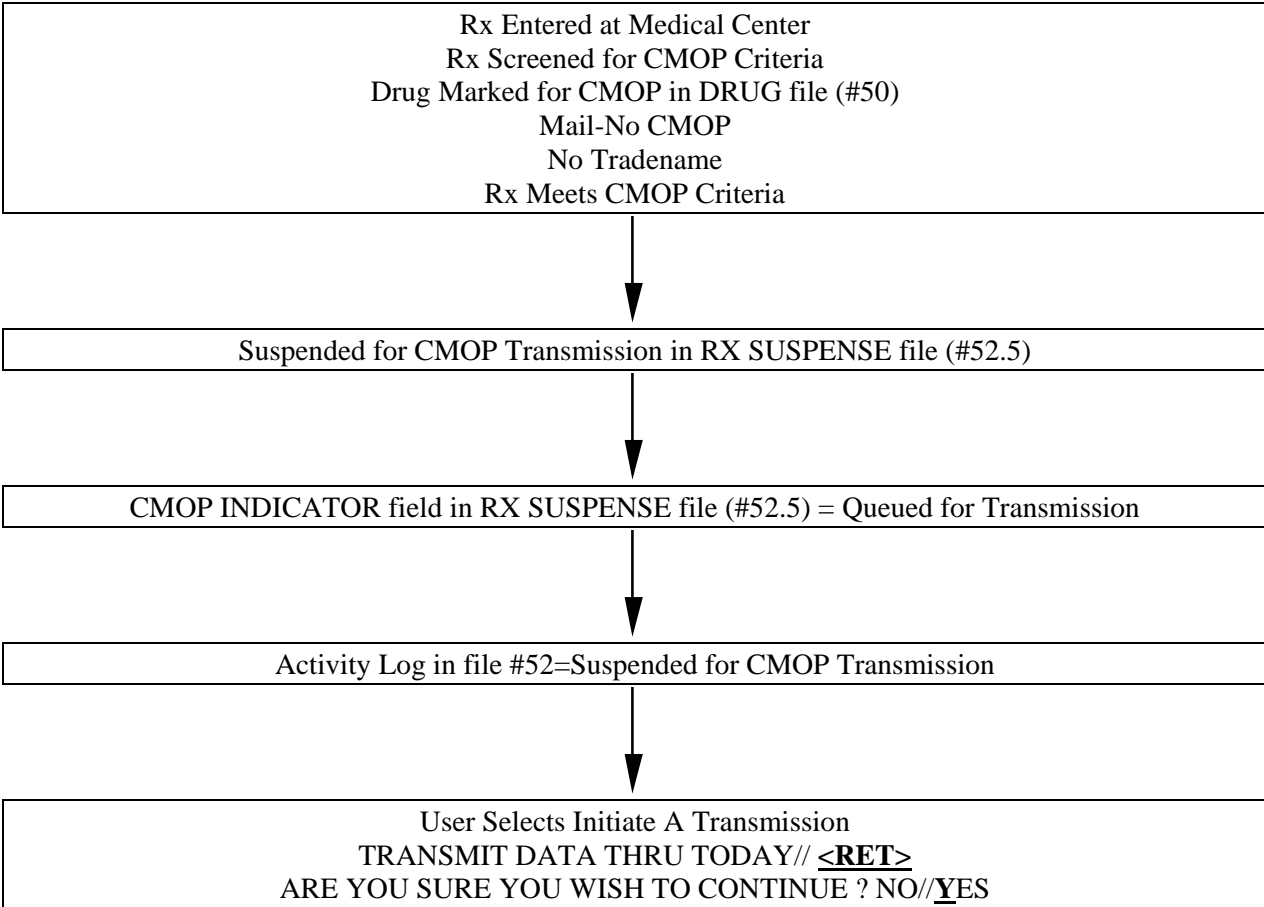 Rx Entered at Medical Center
Rx Screened for CMOP Criteria
Drug Marked for CMOP in DRUG file (#50)
Mail-No CMOP
No Tradename
Rx Meets CMOP Criteria
Suspended for CMOP Transmission in RX SUSPENSE file (#52.5)
CMOP INDICATOR field in RX SUSPENSE file (#52.5) = Queued for Transmission
Activity Log in file #52=Suspended for CMOP Transmission
User Selects Initiate A Transmission
TRANSMIT DATA THRU TODAY// <RET>
ARE YOU SURE YOU WISH TO CONTINUE ? NO//YES